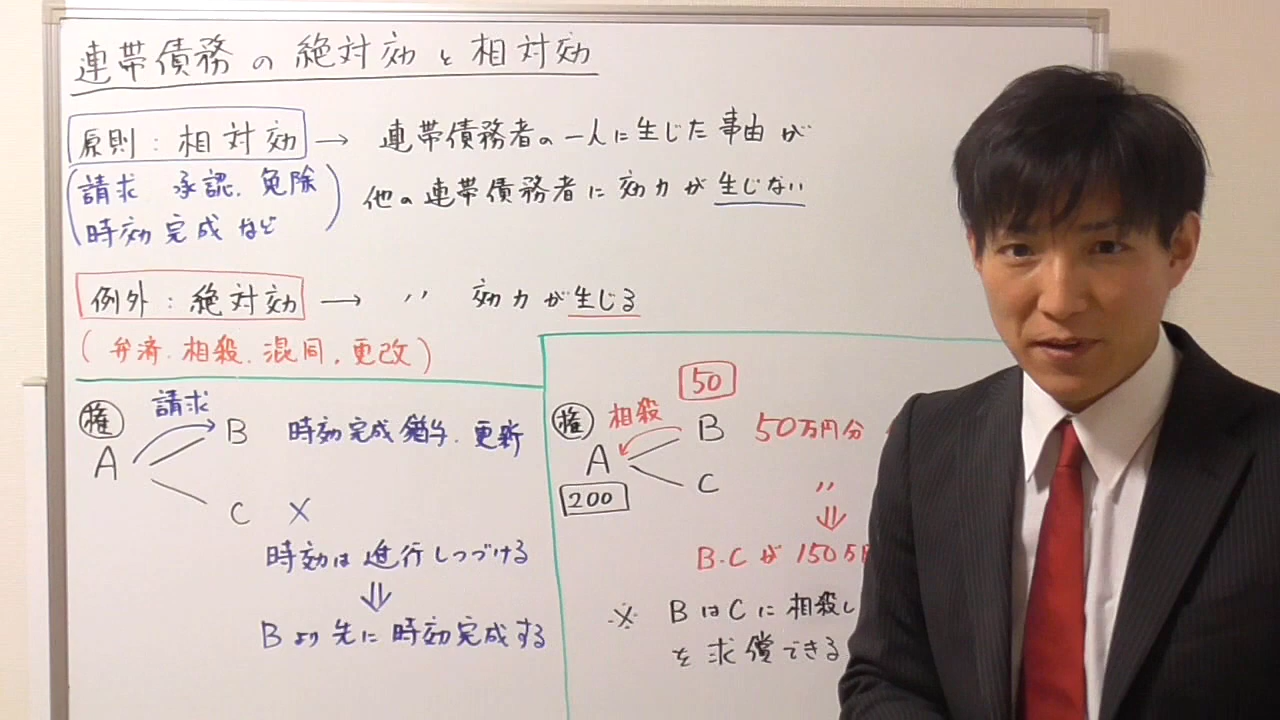 連帯債務の絶対効と相対効
原則：相対効 → 連帯債務者の一人に生じた事由が
(請求 承認．免除 他の連帯債務者に効力が生じない
時効完成など)
例外：絶対効 → 〃 効力が生じる
(弁済．相殺．混同．更改)
権 請求
A B 時効完成猶予．更新
C ×
時効は進行しつづける
⇓
Bより先に時効完成する
50
権 相殺 B 50万円分
A
200 C 〃
⇓
B・Cが150万円
※ BはCに相殺し
を求償できる